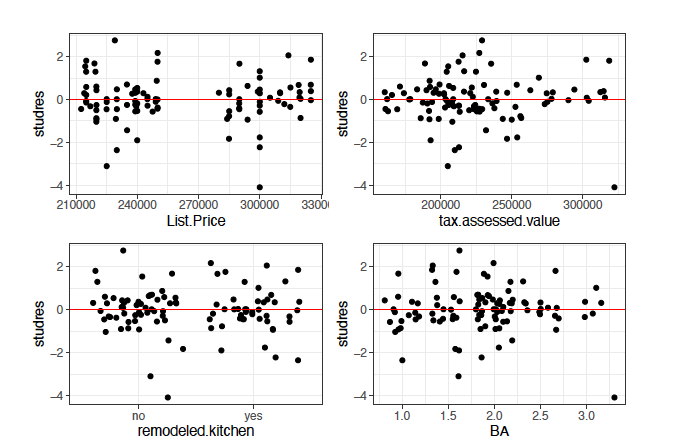 studres
2
0
−2
−4
210000 240000 270000 300000 33000
List.Price
studres
2
0
−2
−4
200000 250000 300000
tax.assessed.value
studres
2
0
−2
−4
no yes
remodeled.kitchen
studres
2
0
−2
−4
1.0 1.5 2.0 2.5 3.0
BA